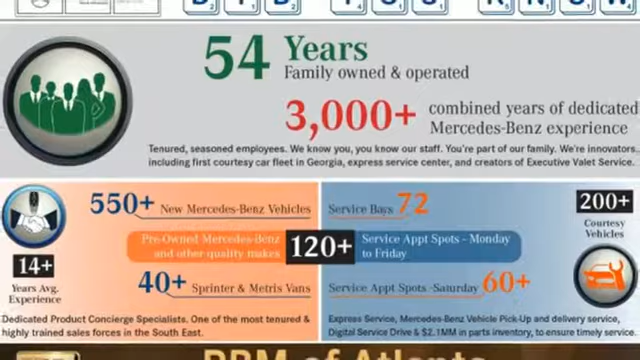 DID YOU KNOW
54 Years
Family owned & operated
3,000+ combined years of dedicated
Mercedes-Benz experience
Tenured, seasoned employees. We know you, you know our staff. You're part of our family. We're innovators.
including first courtesy car fleet in Georgia, express service center, and creators of Executive Valet Service.
550+ New Mercedes-Benz Vehicles
Service Bays 72
200+
Courtesy
Vehicles
Pre-Owned Mercedes-Benz
and other quality makes
120+
Service Appt Spots - Monday
to Friday
14+
Years Avg.
Experience
40+ Sprinter & Metris Vans
Service Appt Spots -Saturday 60+
Dedicated Product Concierge Specialists. One of the most tenured &
highly trained sales forces in the South East.
Express Service, Mercedes-Benz Vehicle Pick-Up and delivery service,
Digital Service Drive & $2.1MM in parts inventory, to ensure timely service.
RBM of Atlanta